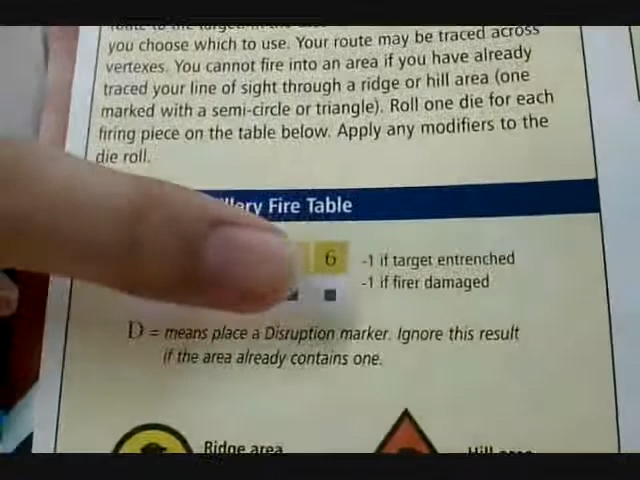 you choose which to use. Your route may be traced across
vertexes. You cannot fire into an area if you have already
traced your line of sight through a ridge or hill area (one
marked with a semi-circle or triangle). Roll one die for each
firing piece on the table below. Apply any modifiers to the
die roll.
Fire Table
6 -1 if target entrenched
-1 if firer damaged
D = means place a Disruption marker. Ignore this result
if the area already contains one.
Ridge area
Hill area